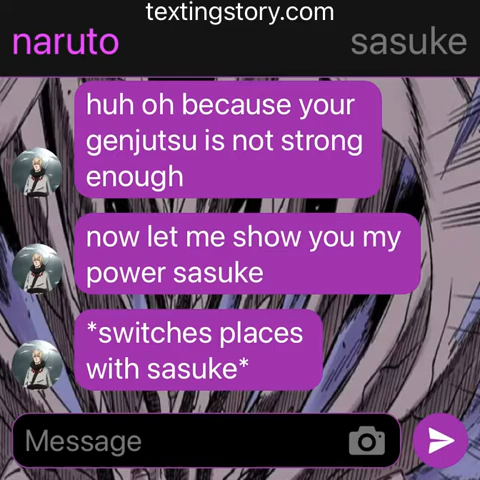 textingstory.com
naruto
sasuke
huh oh because your
genjutsu is not strong
enough
now let me show you my
power sasuke
*switches places
with sasuke*
Message